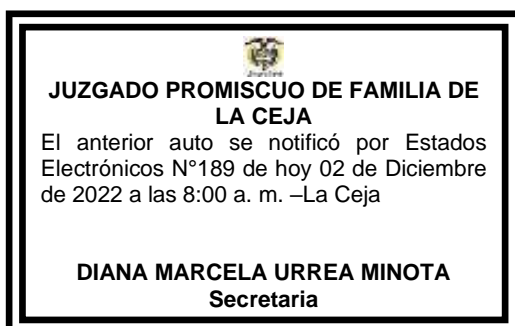 JUZGADO PROMISCUO DE FAMILIA DE
LA CEJA
El anterior auto se notificó por Estados
Electrónicos N°189 de hoy 02 de Diciembre
de 2022 a las 8:00 a. m. –La Ceja
DIANA MARCELA URREA MINOTA
Secretaria